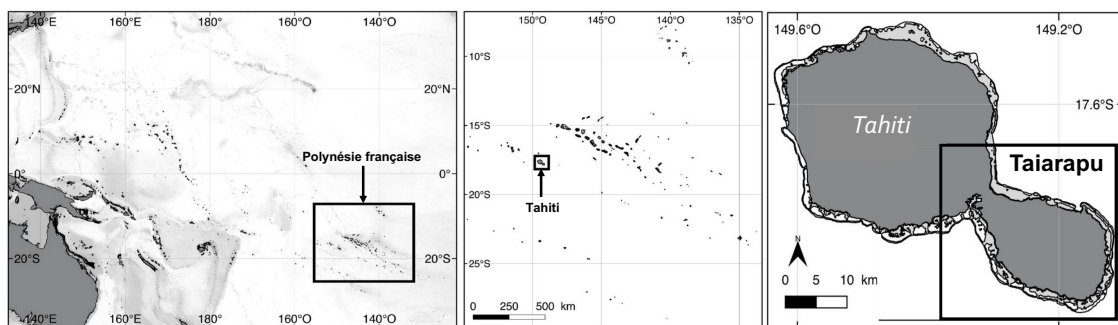 140°E 160°E 180° 160° 140°E
20°N 20°N
Polynésie française
0° 0°
20°S 20°S
140°E 160°E 180° 160° 140°E
150°S 145°S 140°S 135°S
10°S
15°S
20°S
Tahiti
25°S
0 250 500 km
149.6 149.2
17.6°S
Tahiti
Taiarapu
N
0 5 10 km